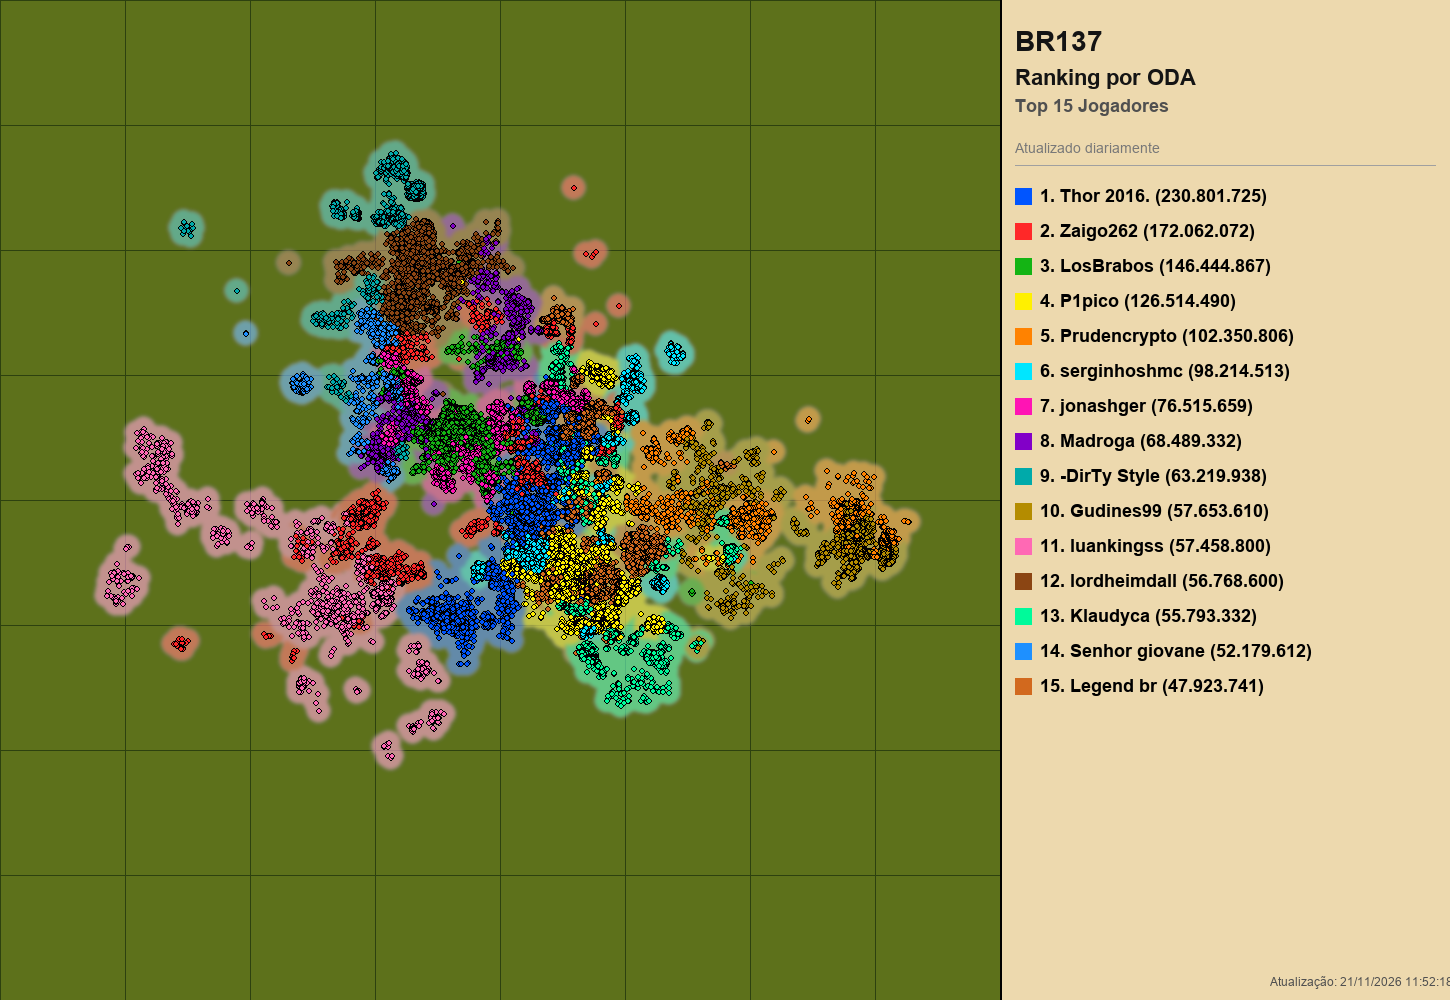 BR137
Ranking por ODA
Top 15 Jogadores
Atualizado diariamente
1. Thor 2016. (230.801.725)
2. Zaigo262 (172.062.072)
3. LosBrabos (146.444.867)
4. P1pico (126.514.490)
5. Prudencrypto (102.350.806)
6. serginhoshmc (98.214.513)
7. jonashger (76.515.659)
8. Madroga (68.489.332)
9. -DirTy Style (63.219.938)
10. Gudines99 (57.653.610)
11. luankingss (57.458.800)
12. lordheimdall (56.768.600)
13. Klaudyca (55.793.332)
14. Senhor giovane (52.179.612)
15. Legend br (47.923.741)
Atualização: 21/11/2026 11:52:18